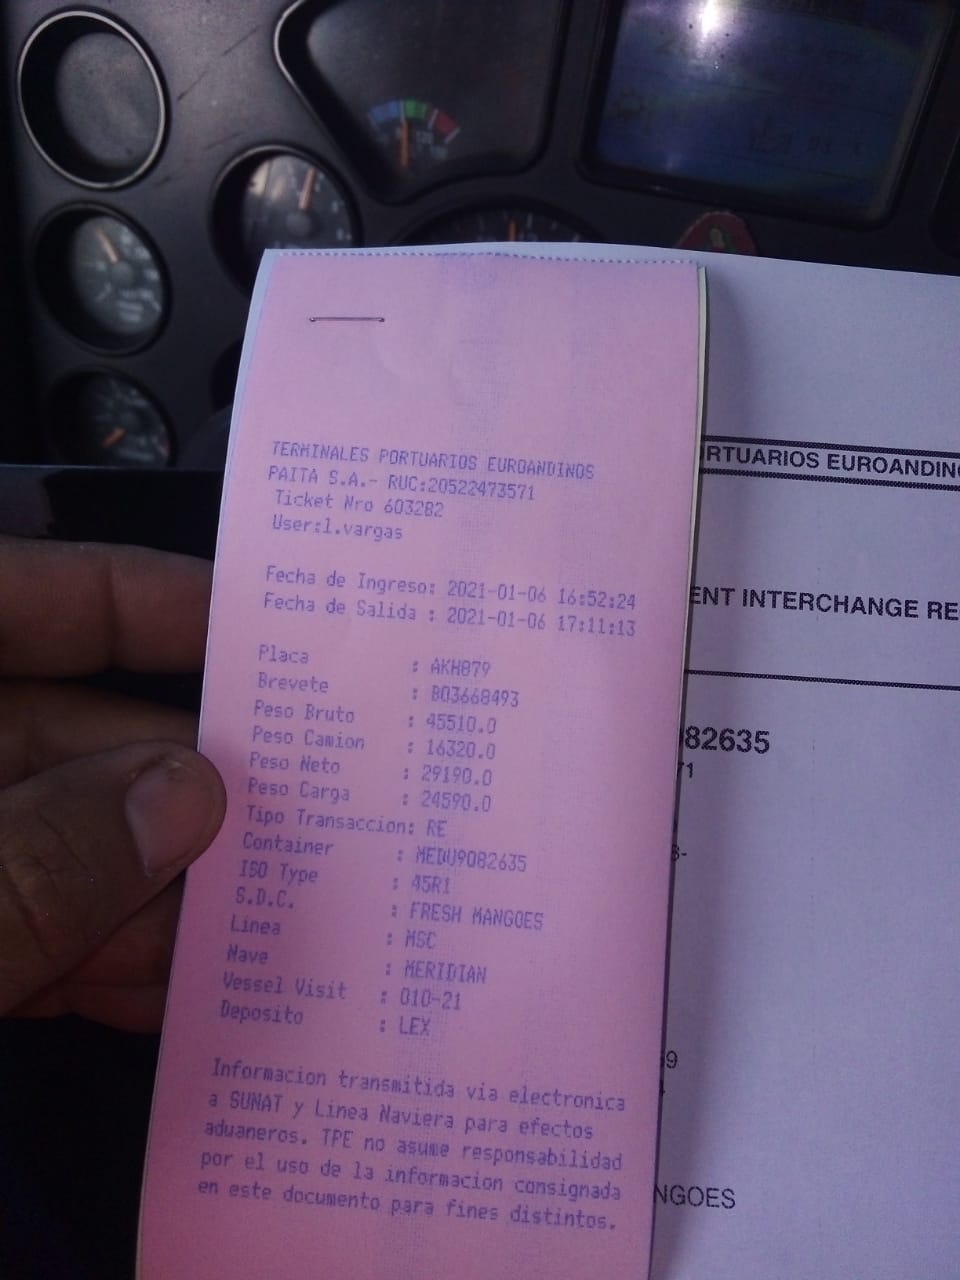 TERMINALES PORTUARIOS EUROANDINOS
PAITA S.A.- RUC:20522473571
Ticket Nro 603282
User:l.vargas
Fecha de Ingreso: 2021-01-06 16:52:24
Fecha de Salida : 2021-01-06 17:11:13
Placa : AKH879
Brevete : B03668493
Peso Bruto : 45510.0
Peso Camion : 16320.0
Peso Neto : 29190.0
Peso Carga : 24590.0
Tipo Transaccion: RE
Container : MEDU9082635
ISO Type : 45R1
S.D.C. : FRESH MANGOES
Linea : MSC
Nave : MERIDIAN
Vessel Visit : 010-21
Deposito : LEX
Informacion transmitida via electronica
a SUNAT y Linea Naviera para efectos
aduaneros. TPE no asume responsabilidad
por el uso de la informacion consignada
en este documento para fines distintos.
RTUARIOS EUROANDIN
ENT INTERCHANGE RE
82635
NGOES